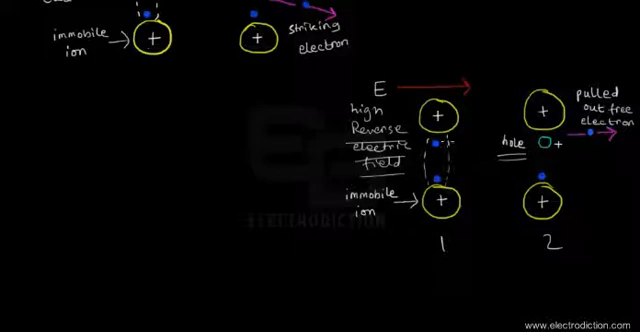 immobile
ion
+
+
striking
electron
E
high
Reverse
electric
field
+
+
pulled
out free
electron
hole
+
immobile
ion
+
+
1
2
ELECTRODICTION
www.electrodiction.com